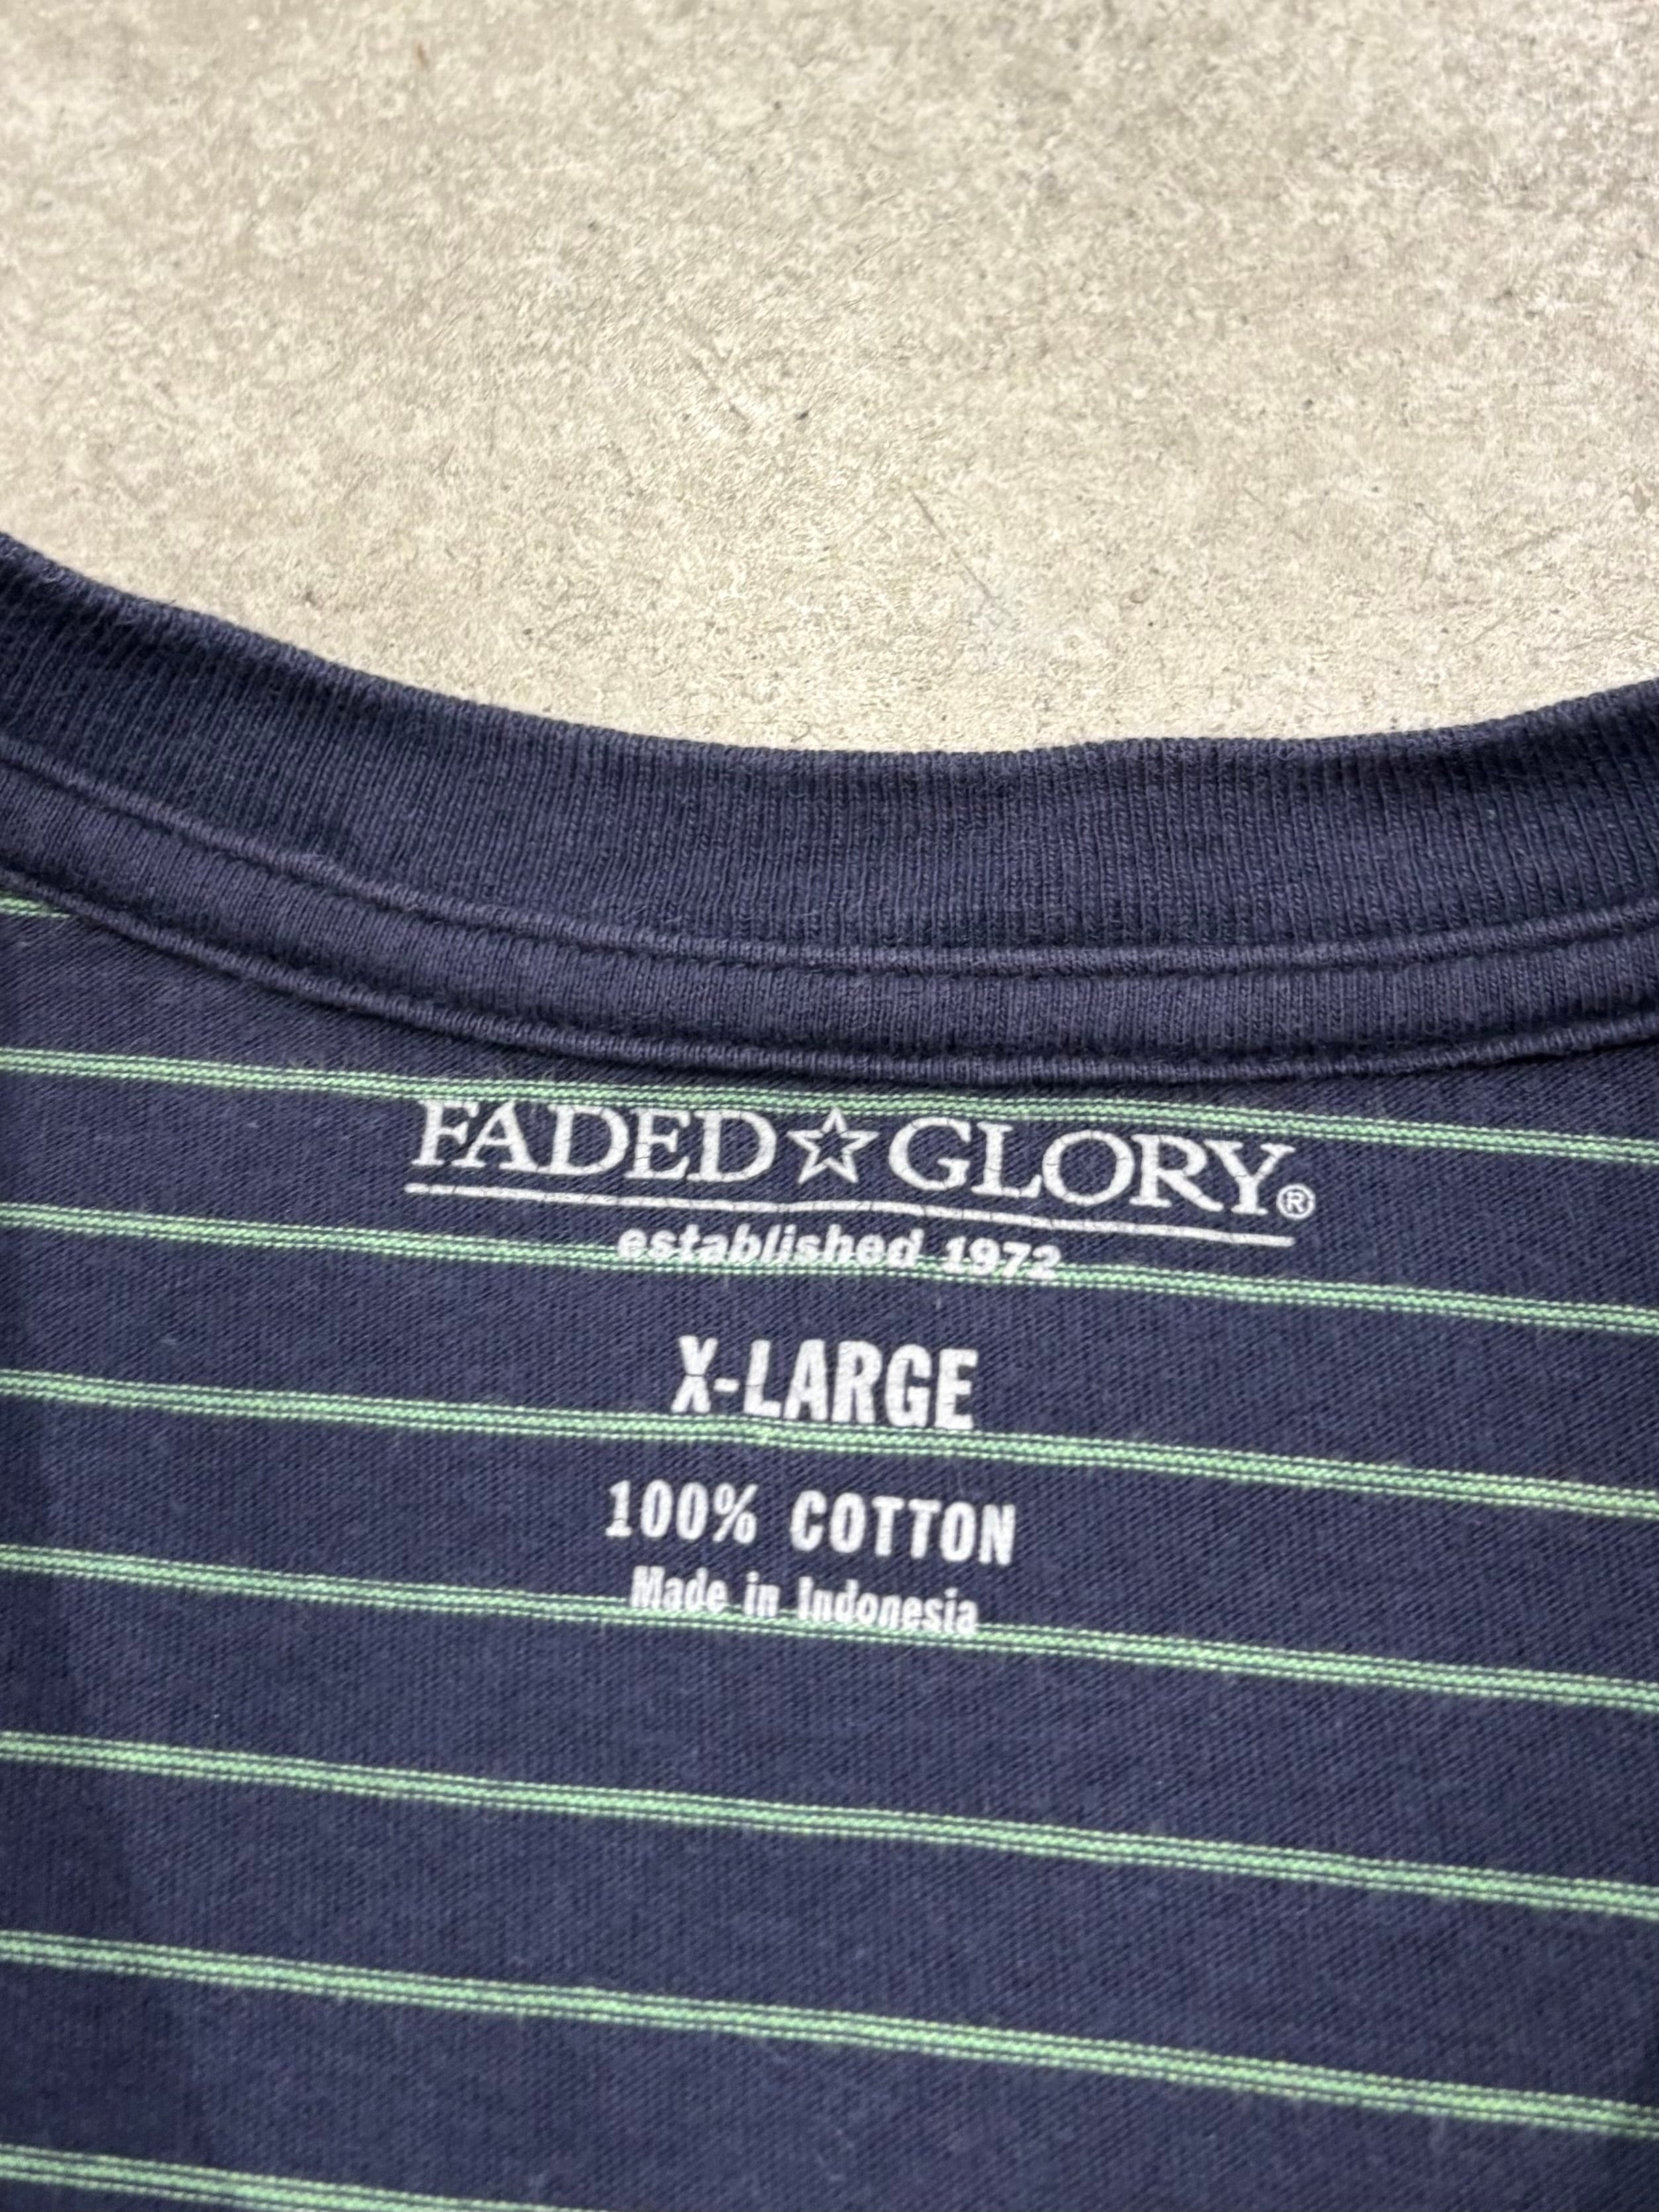 FADED☆GLORY®
established 1972
X-LARGE
100% COTTON
Made in Indonesia